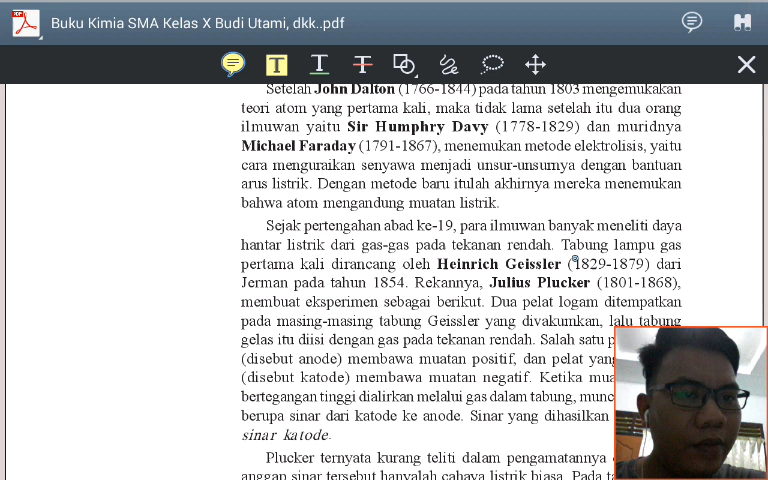 Buku Kimia SMA Kelas X Budi Utami, dkk..pdf
T T T
Setelah John Dalton (1766-1844) pada tahun 1803 mengemukakan
teori atom yang pertama kali, maka tidak lama setelah itu dua orang
ilmuwan yaitu Sir Humphry Davy (1778-1829) dan muridnya
Michael Faraday (1791-1867), menemukan metode elektrolisis, yaitu
cara menguraikan senyawa menjadi unsur-unsurnya dengan bantuan
arus listrik. Dengan metode baru itulah akhirnya mereka menemukan
bahwa atom mengandung muatan listrik.
Sejak pertengahan abad ke-19, para ilmuwan banyak meneliti daya
hantar listrik dari gas-gas pada tekanan rendah. Tabung lampu gas
pertama kali dirancang oleh Heinrich Geissler (1829-1879) dari
Jerman pada tahun 1854. Rekannya, Julius Plucker (1801-1868),
membuat eksperimen sebagai berikut. Dua pelat logam ditempatkan
pada masing-masing tabung Geissler yang divakumkan, lalu tabung
gelas itu diisi dengan gas pada tekanan rendah. Salah satu
(disebut anode) membawa muatan positif, dan pelat yang
(disebut katode) membawa muatan negatif. Ketika
bertegangan tinggi dialirkan melalui gas dalam tabung,
berupa sinar dari katode ke anode. Sinar yang dihasilkan
sinar katode.
Plucker ternyata kurang teliti dalam pengamatannya
anggap sinar tersebut hanyalah cahaya listrik biasa. Pada